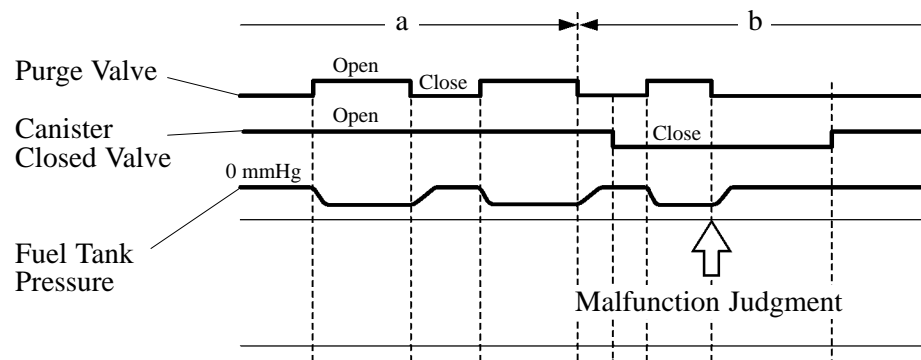 a
b
Purge Valve
Open
Close
Open
Canister
Closed Valve
Close
0 mmHg
Fuel Tank
Pressure
Malfunction Judgment